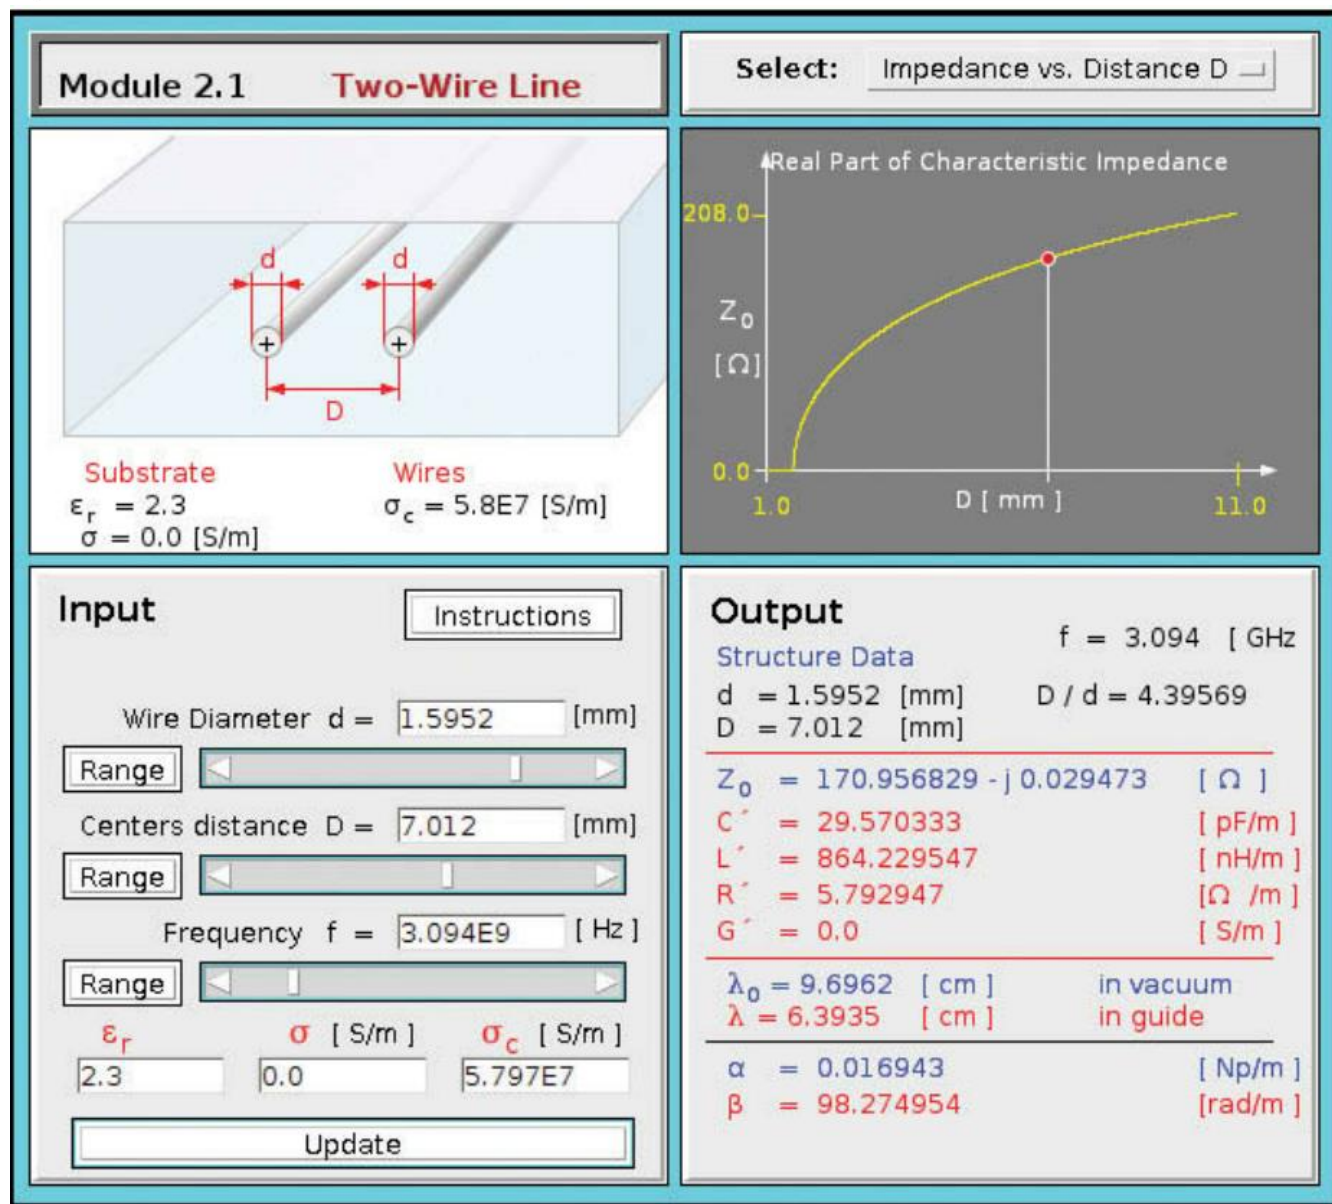 Module 2.1 Two-Wire Line
Select: Impedance vs. Distance D
d d
D
Substrate Wires
εr = 2.3 σc = 5.8E7 [S/m]
σ = 0.0 [S/m]
Real Part of Characteristic Impedance
208.0
Z0
[Ω]
0.0
1.0 D [ mm ] 11.0
Input Instructions
Wire Diameter d = 1.5952 [mm]
Range
Centers distance D = 7.012 [mm]
Range
Frequency f = 3.094E9 [ Hz ]
Range
εr σ [ S/m ] σc [ S/m ]
2.3 0.0 5.797E7
Update
Output
f = 3.094 [ GHz
Structure Data
d = 1.5952 [mm] D / d = 4.39569
D = 7.012 [mm]
Z0 = 170.956829 - j 0.029473 [ Ω ]
C´ = 29.570333 [ pF/m ]
L´ = 864.229547 [ nH/m ]
R´ = 5.792947 [Ω /m ]
G´ = 0.0 [ S/m ]
λ0 = 9.6962 [ cm ] in vacuum
λ = 6.3935 [ cm ] in guide
α = 0.016943 [ Np/m ]
β = 98.274954 [rad/m ]